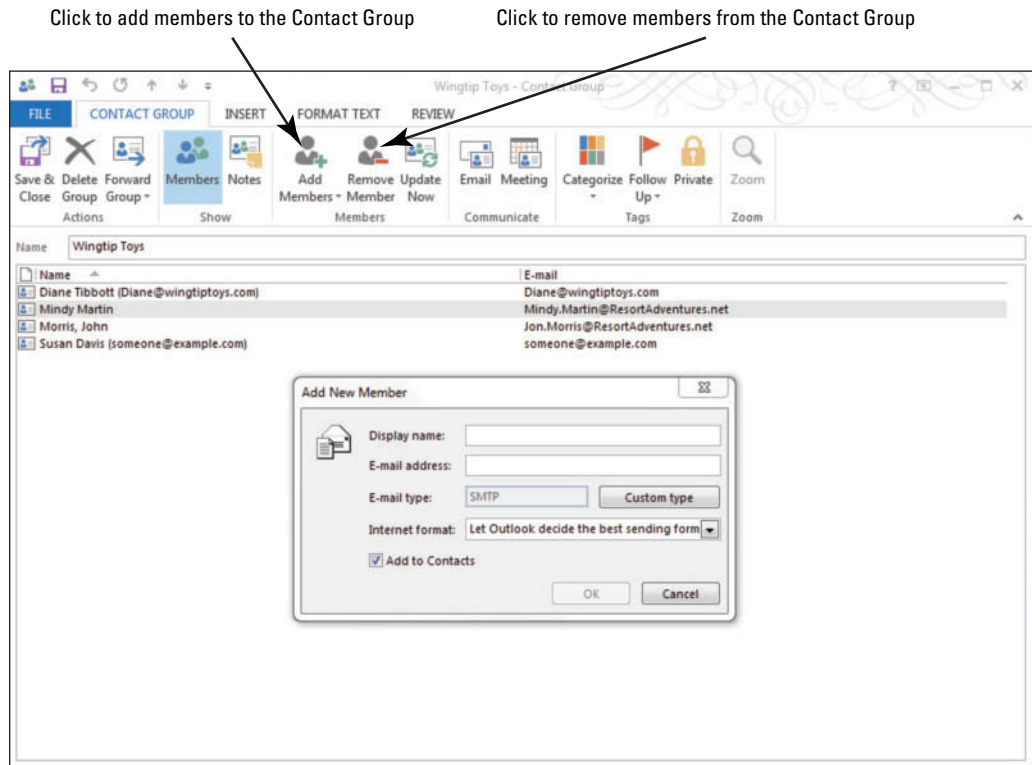 Click to add members to the Contact Group
Click to remove members from the Contact Group
Wingtip Toys - Contact Group
FILE
CONTACT GROUP
INSERT
FORMAT TEXT
REVIEW
Save & Close
Delete Group
Forward Group
Members
Notes
Add Members
Remove Member
Update Now
Email
Meeting
Categorize
Follow Up
Private
Zoom
Actions
Show
Members
Communicate
Tags
Zoom
Name Wingtip Toys
Name E-mail
Diane Tibbott (Diane@wingtiptoys.com) Diane@wingtiptoys.com
Mindy Martin Mindy.Martin@ResortAdventures.net
Morris, John Jon.Morris@ResortAdventures.net
Susan Davis (someone@example.com) someone@example.com
Add New Member
Display name:
E-mail address:
E-mail type: SMTP Custom type
Internet format: Let Outlook decide the best sending form
Add to Contacts
OK Cancel